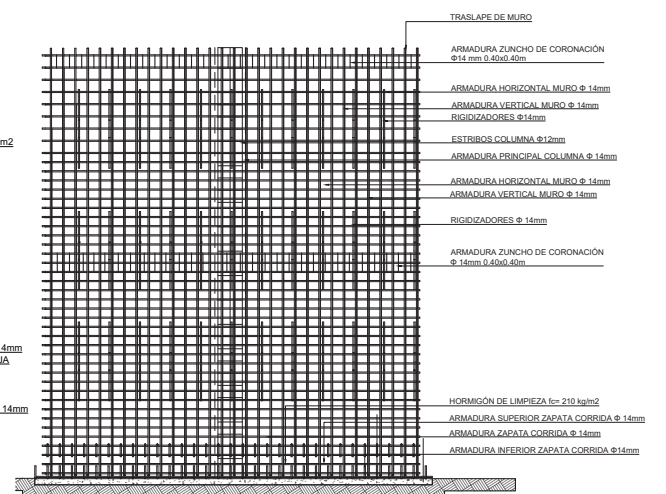 TRASLAPE DE MURO
ARMADURA ZUNCHO DE CORONACIÓN
Φ14 mm 0.40x0.40m
ARMADURA HORIZONTAL MURO Φ 14mm
ARMADURA VERTICAL MURO Φ 14mm
RIGIDIZADORES Φ14mm
m2
ESTRIBOS COLUMNA Φ12mm
ARMADURA PRINCIPAL COLUMNA Φ 14mm
ARMADURA HORIZONTAL MURO Φ 14mm
ARMADURA VERTICAL MURO Φ 14mm
RIGIDIZADORES Φ 14mm
ARMADURA ZUNCHO DE CORONACIÓN
Φ 14mm 0.40x0.40m
4mm
JA
14mm
HORMIGÓN DE LIMPIEZA fc= 210 kg/m2
ARMADURA SUPERIOR ZAPATA CORRIDA Φ 14mm
ARMADURA ZAPATA CORRIDA Φ 14mm
ARMADURA INFERIOR ZAPATA CORRIDA Φ14mm